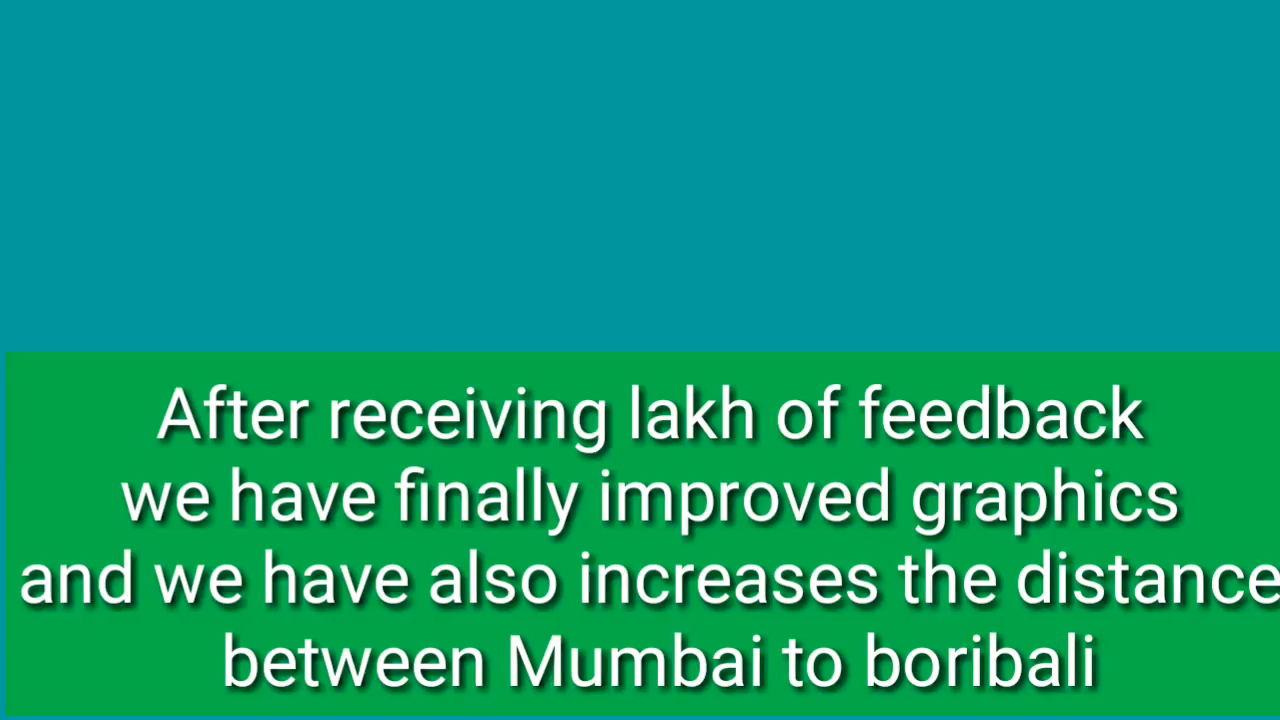 After receiving lakh of feedback
we have finally improved graphics
and we have also increases the distance
between Mumbai to boribali